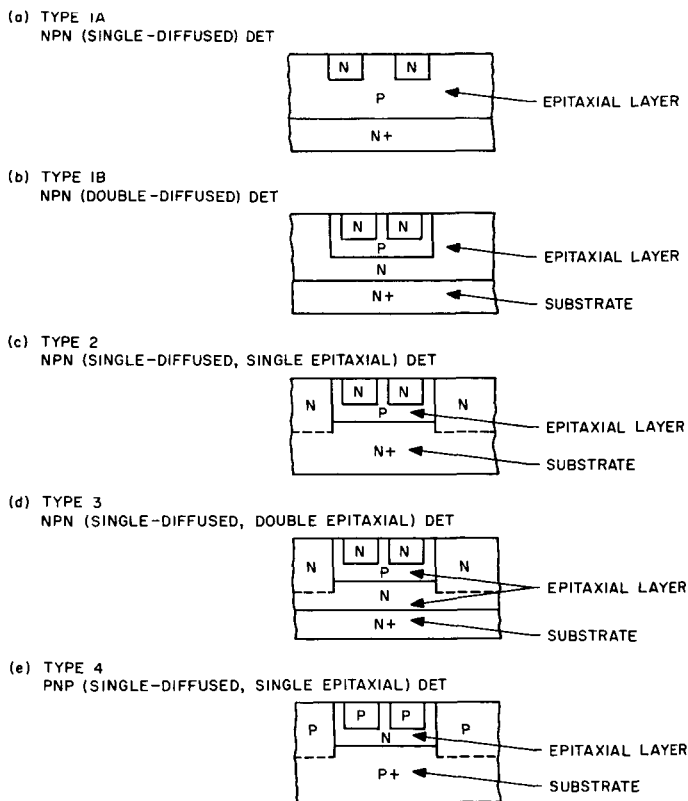 (a) TYPE 1A
NPN (SINGLE-DIFFUSED) DET
N N
P
EPITAXIAL LAYER
N+
(b) TYPE 1B
NPN (DOUBLE-DIFFUSED) DET
N N
P
EPITAXIAL LAYER
N
N+
SUBSTRATE
(c) TYPE 2
NPN (SINGLE-DIFFUSED, SINGLE EPITAXIAL) DET
N N N N
P
EPITAXIAL LAYER
N+
SUBSTRATE
(d) TYPE 3
NPN (SINGLE-DIFFUSED, DOUBLE EPITAXIAL) DET
N N N N
P
EPITAXIAL LAYER
N
N+
SUBSTRATE
(e) TYPE 4
PNP (SINGLE-DIFFUSED, SINGLE EPITAXIAL) DET
P P P P
N
EPITAXIAL LAYER
P+
SUBSTRATE